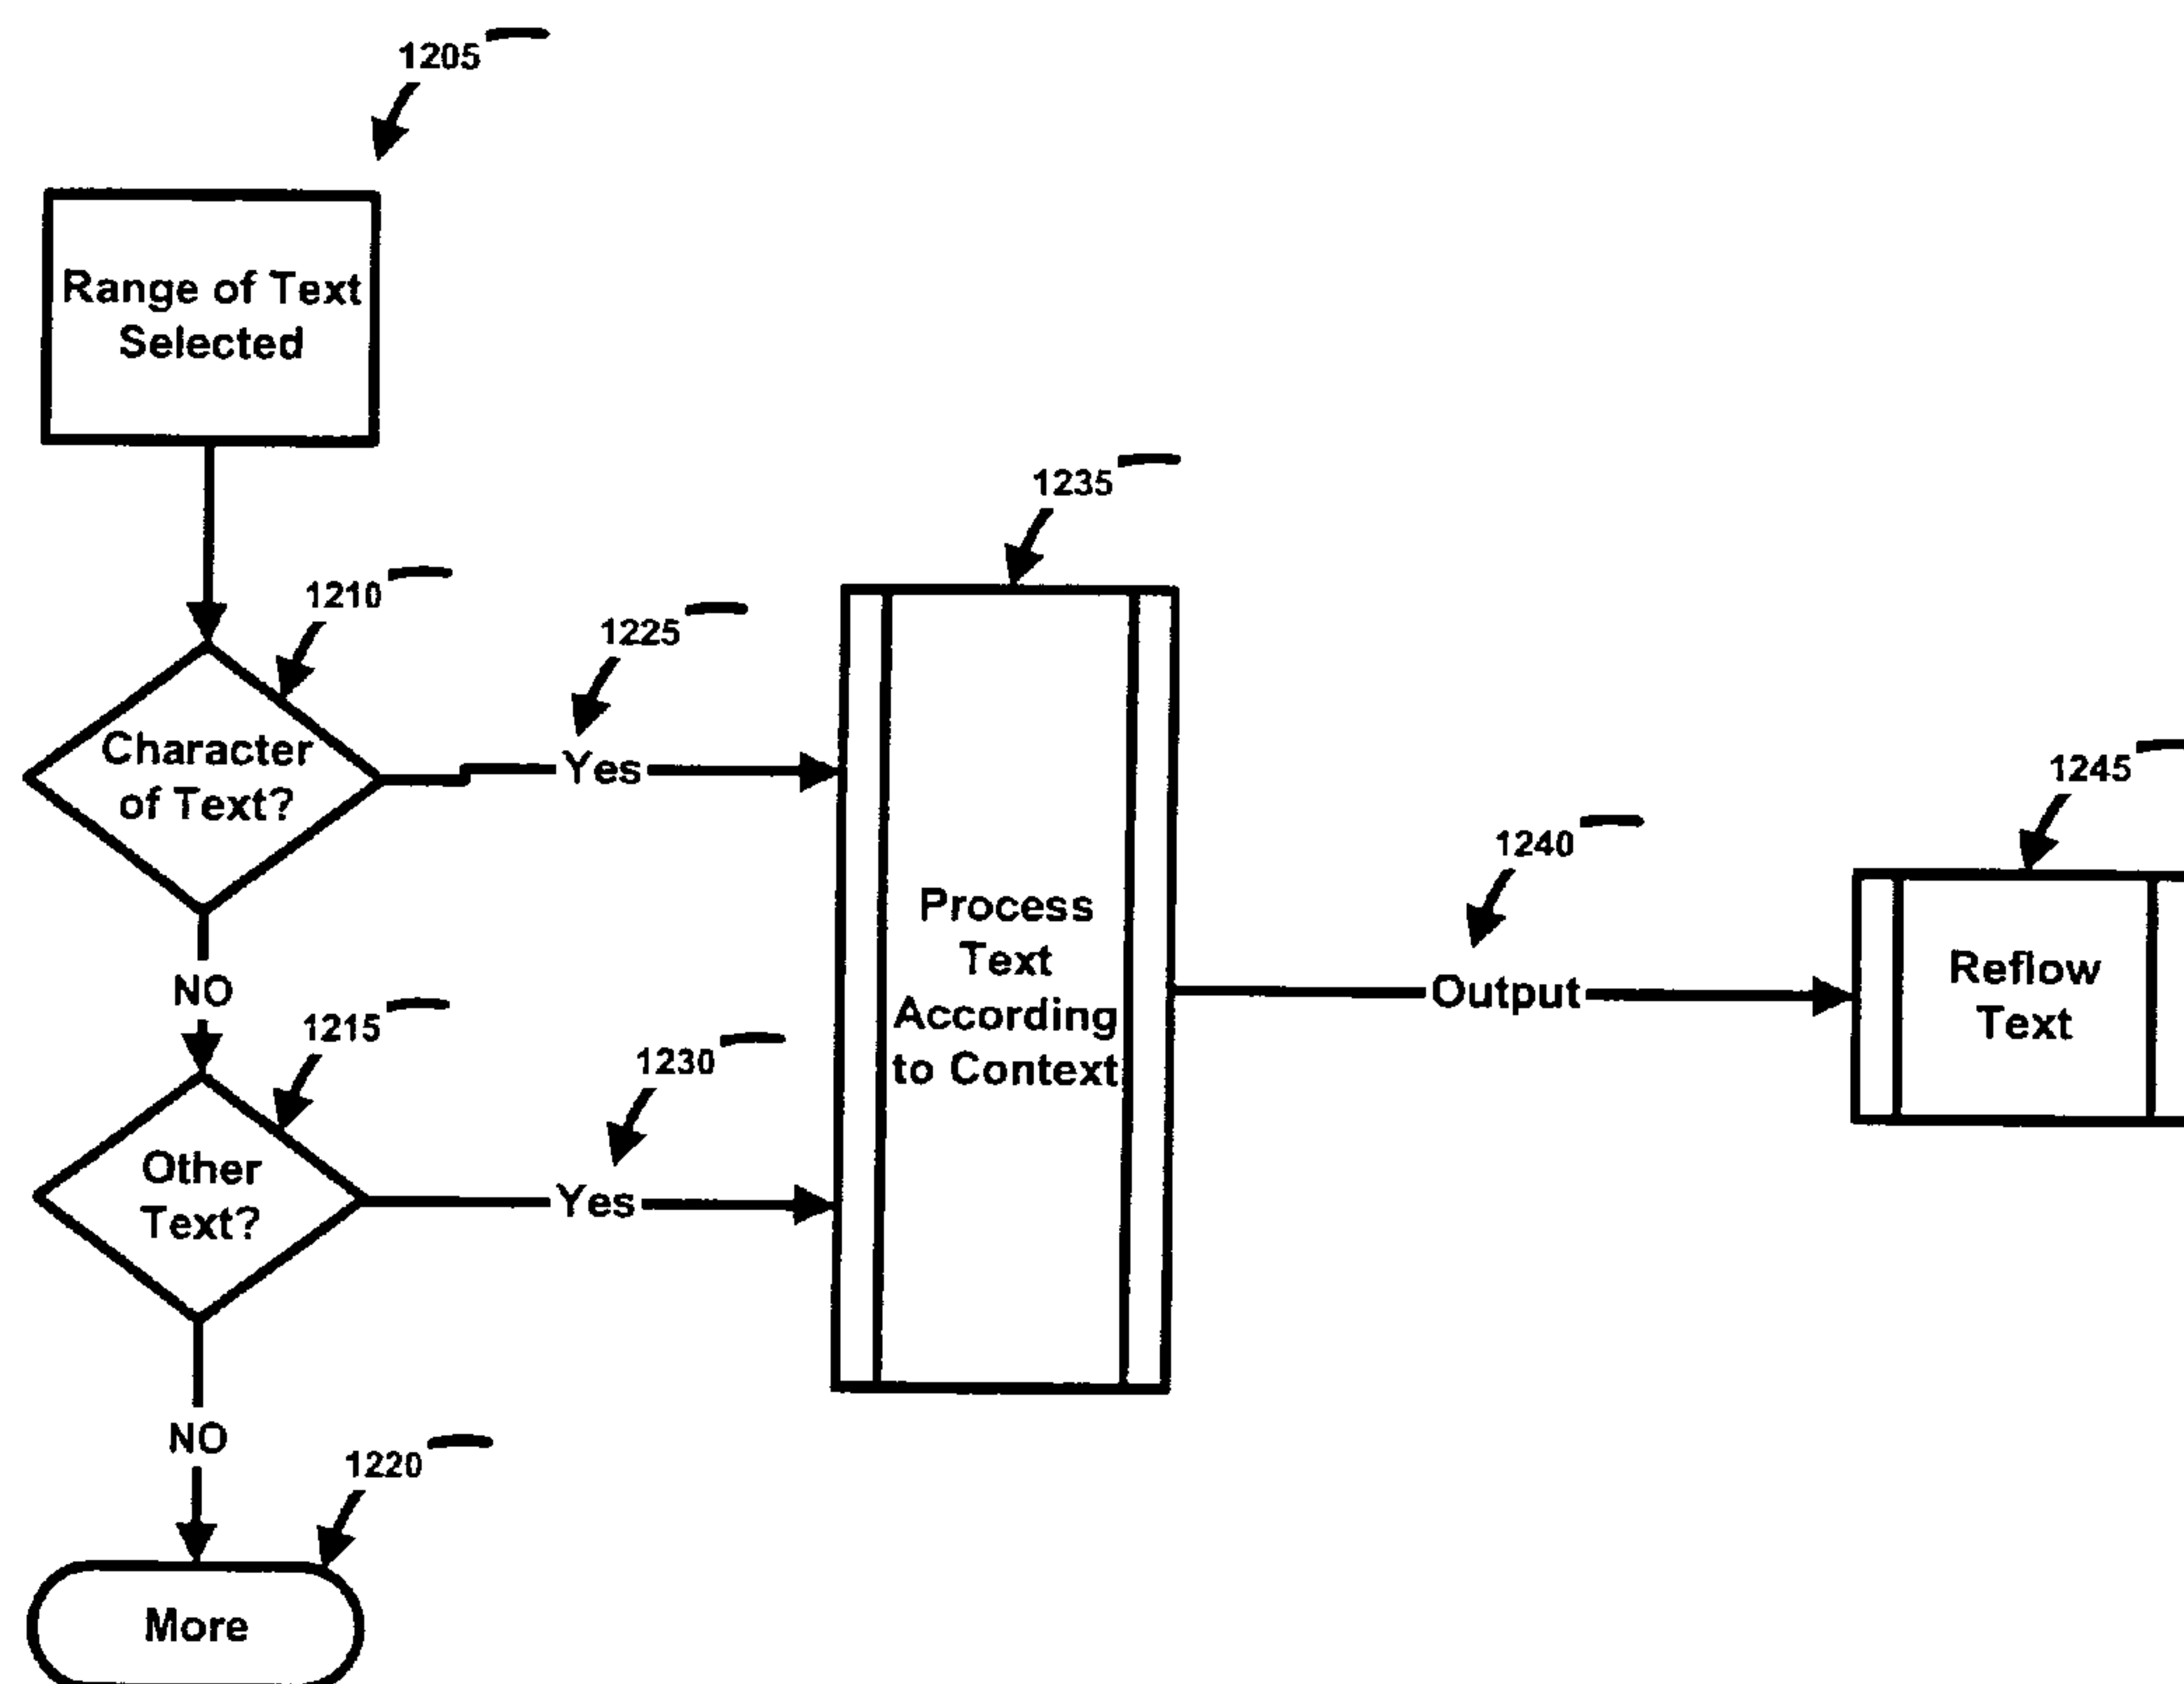 1205
Range of Text
Selected
1210
Character
of Text?
1225
Yes
NO
1215
Other
Text?
1230
Yes
NO
1220
More
1235
Process
Text
According
to Context
1240
Output
1245
Reflow
Text